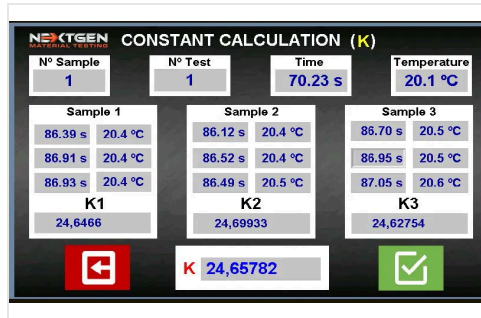 NEXTGEN
MATERIAL TESTING
CONSTANT CALCULATION (K)
Nº Sample Nº Test Time Temperature
1 1 70.23 s 20.1 ºC
Sample 1 Sample 2 Sample 3
86.39 s 20.4 ºC 86.12 s 20.4 ºC 86.70 s 20.5 ºC
86.91 s 20.4 ºC 86.52 s 20.4 ºC 86.95 s 20.5 ºC
86.93 s 20.4 ºC 86.49 s 20.5 ºC 87.05 s 20.6 ºC
K1 K2 K3
24,6466 24,69933 24,62754
K 24,65782